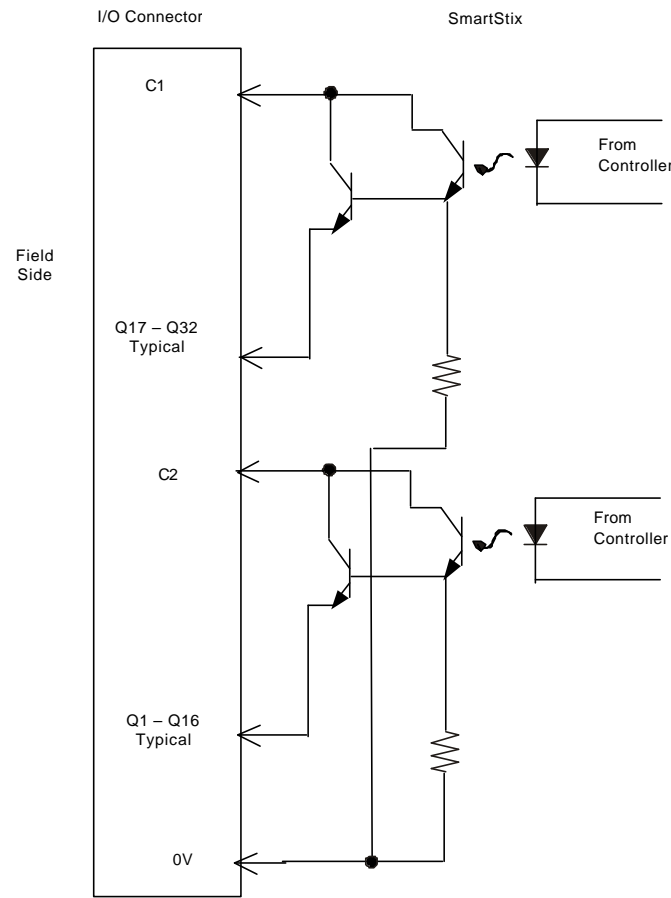 I/O Connector
SmartStix
C1
From
Controller
Field
Side
Q17 – Q32
Typical
C2
From
Controller
Q1 – Q16
Typical
0V